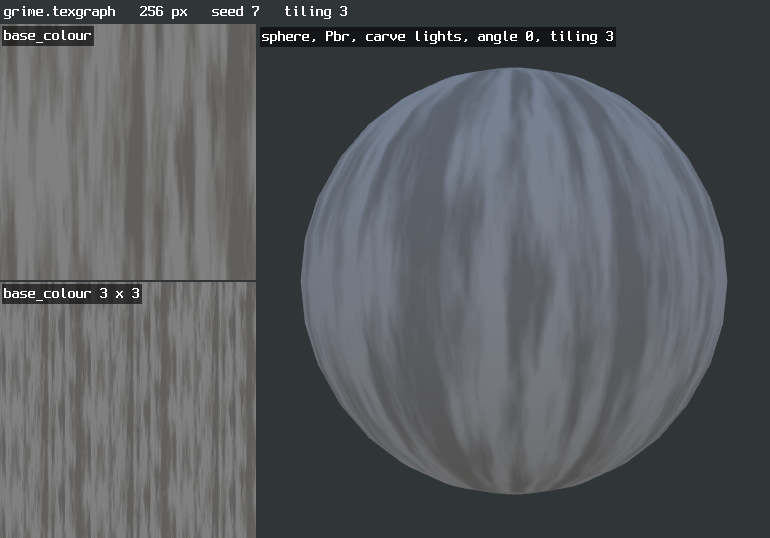 grime.texgraph   256 px   seed 7   tiling 3
base_colour
sphere, Pbr, carve lights, angle 0, tiling 3
base_colour 3 x 3